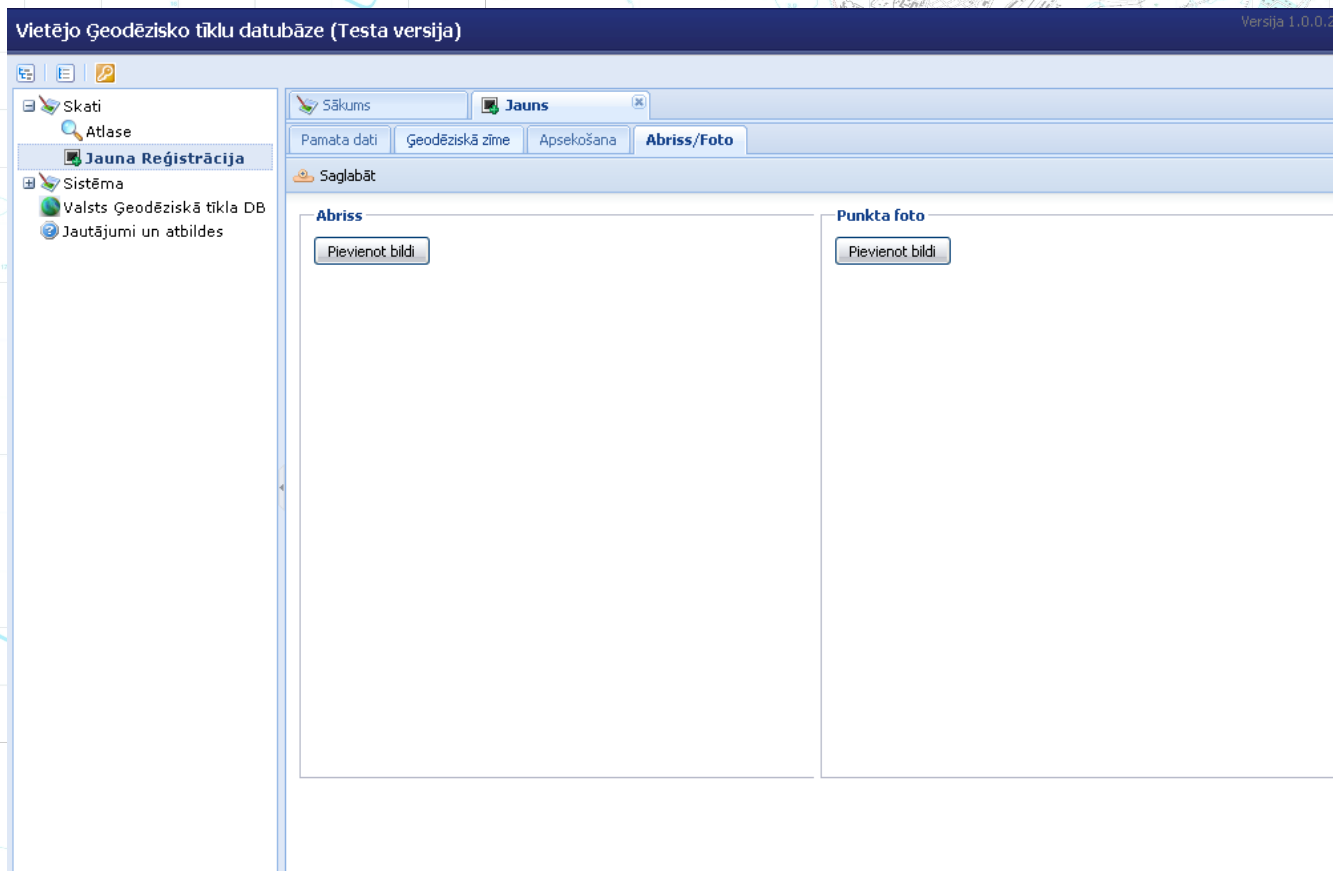 Vietējo Ģeodēzisko tīklu datubāze (Testa versija)
Versija 1.0.0.2
Skati
Atlase
Jauna Reģistrācija
Sistēma
Valsts Ģeodēziskā tīkla DB
Jautājumi un atbildes
Sākums
Jauns
Pamata dati
Ģeodēziskā zīme
Apsekošana
Abriss/Foto
Saglabāt
Abriss
Punkta foto
Pievienot bildi
Pievienot bildi